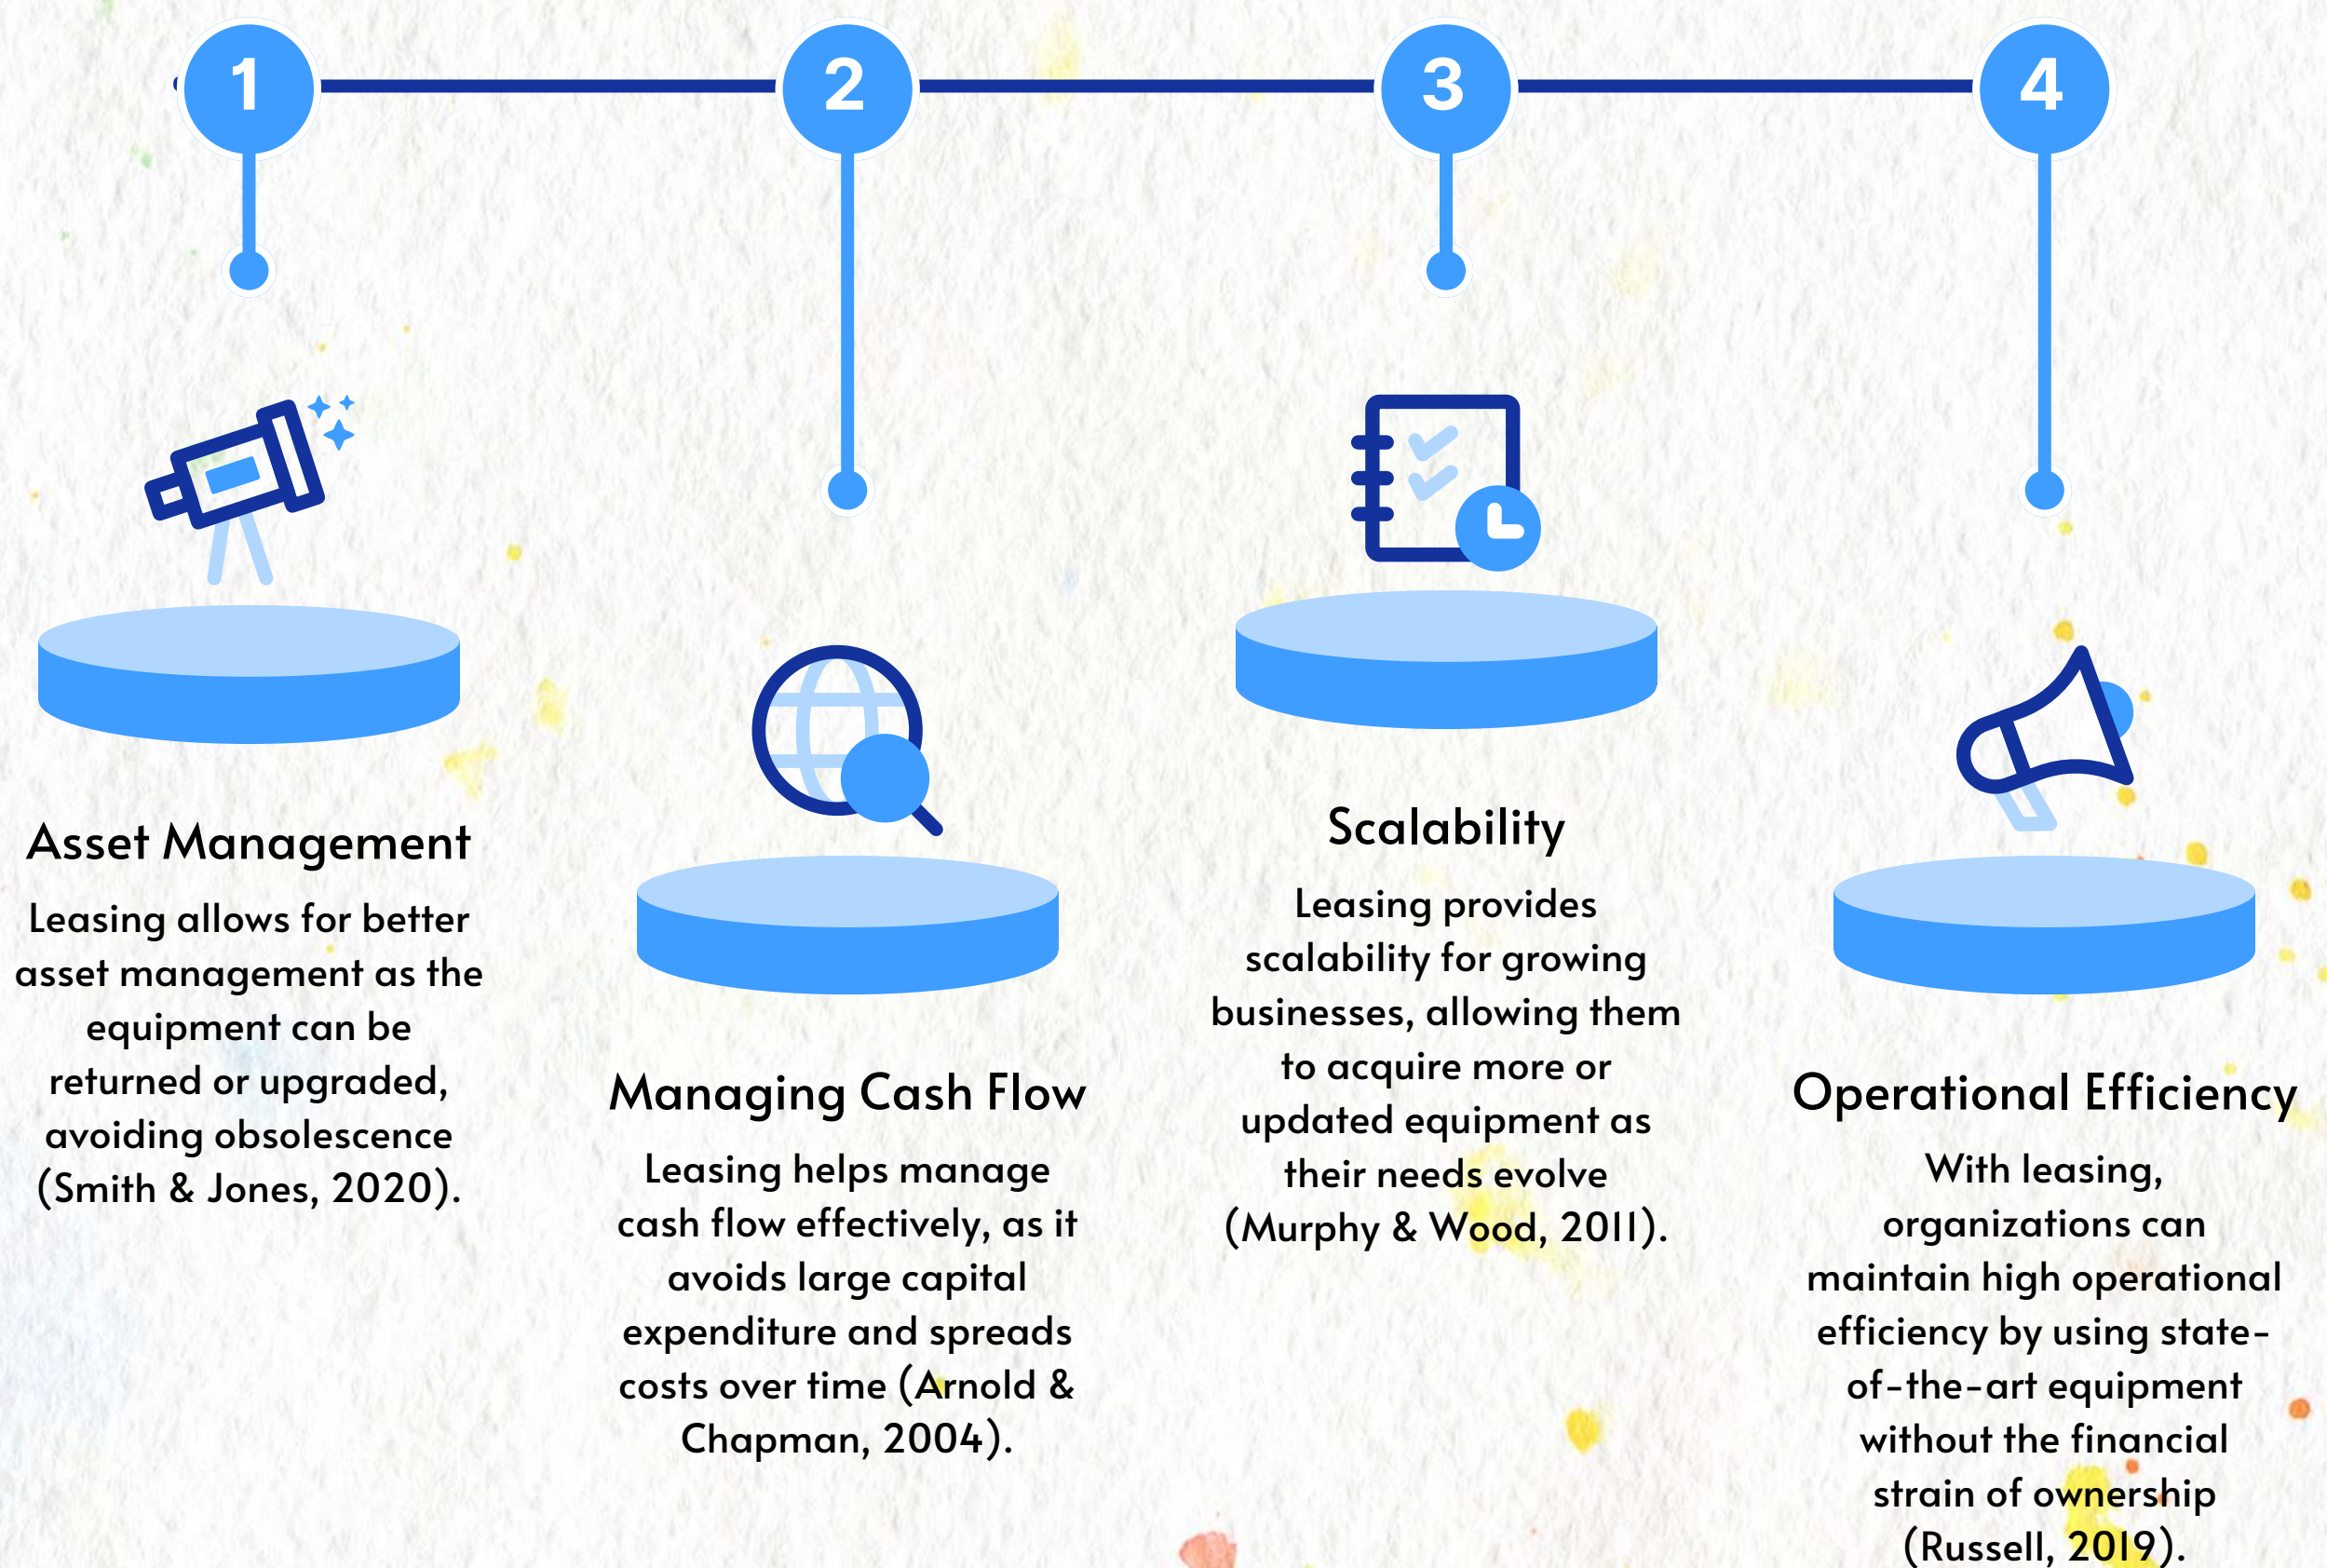 1
2
3
4
Asset Management
Leasing allows for better
asset management as the
equipment can be
returned or upgraded,
avoiding obsolescence
(Smith & Jones, 2020).
Managing Cash Flow
Leasing helps manage
cash flow effectively, as it
avoids large capital
expenditure and spreads
costs over time (Arnold &
Chapman, 2004).
Scalability
Leasing provides
scalability for growing
businesses, allowing them
to acquire more or
updated equipment as
their needs evolve
(Murphy & Wood, 2011).
Operational Efficiency
With leasing,
organizations can
maintain high operational
efficiency by using state-
of-the-art equipment
without the financial
strain of ownership
(Russell, 2019).